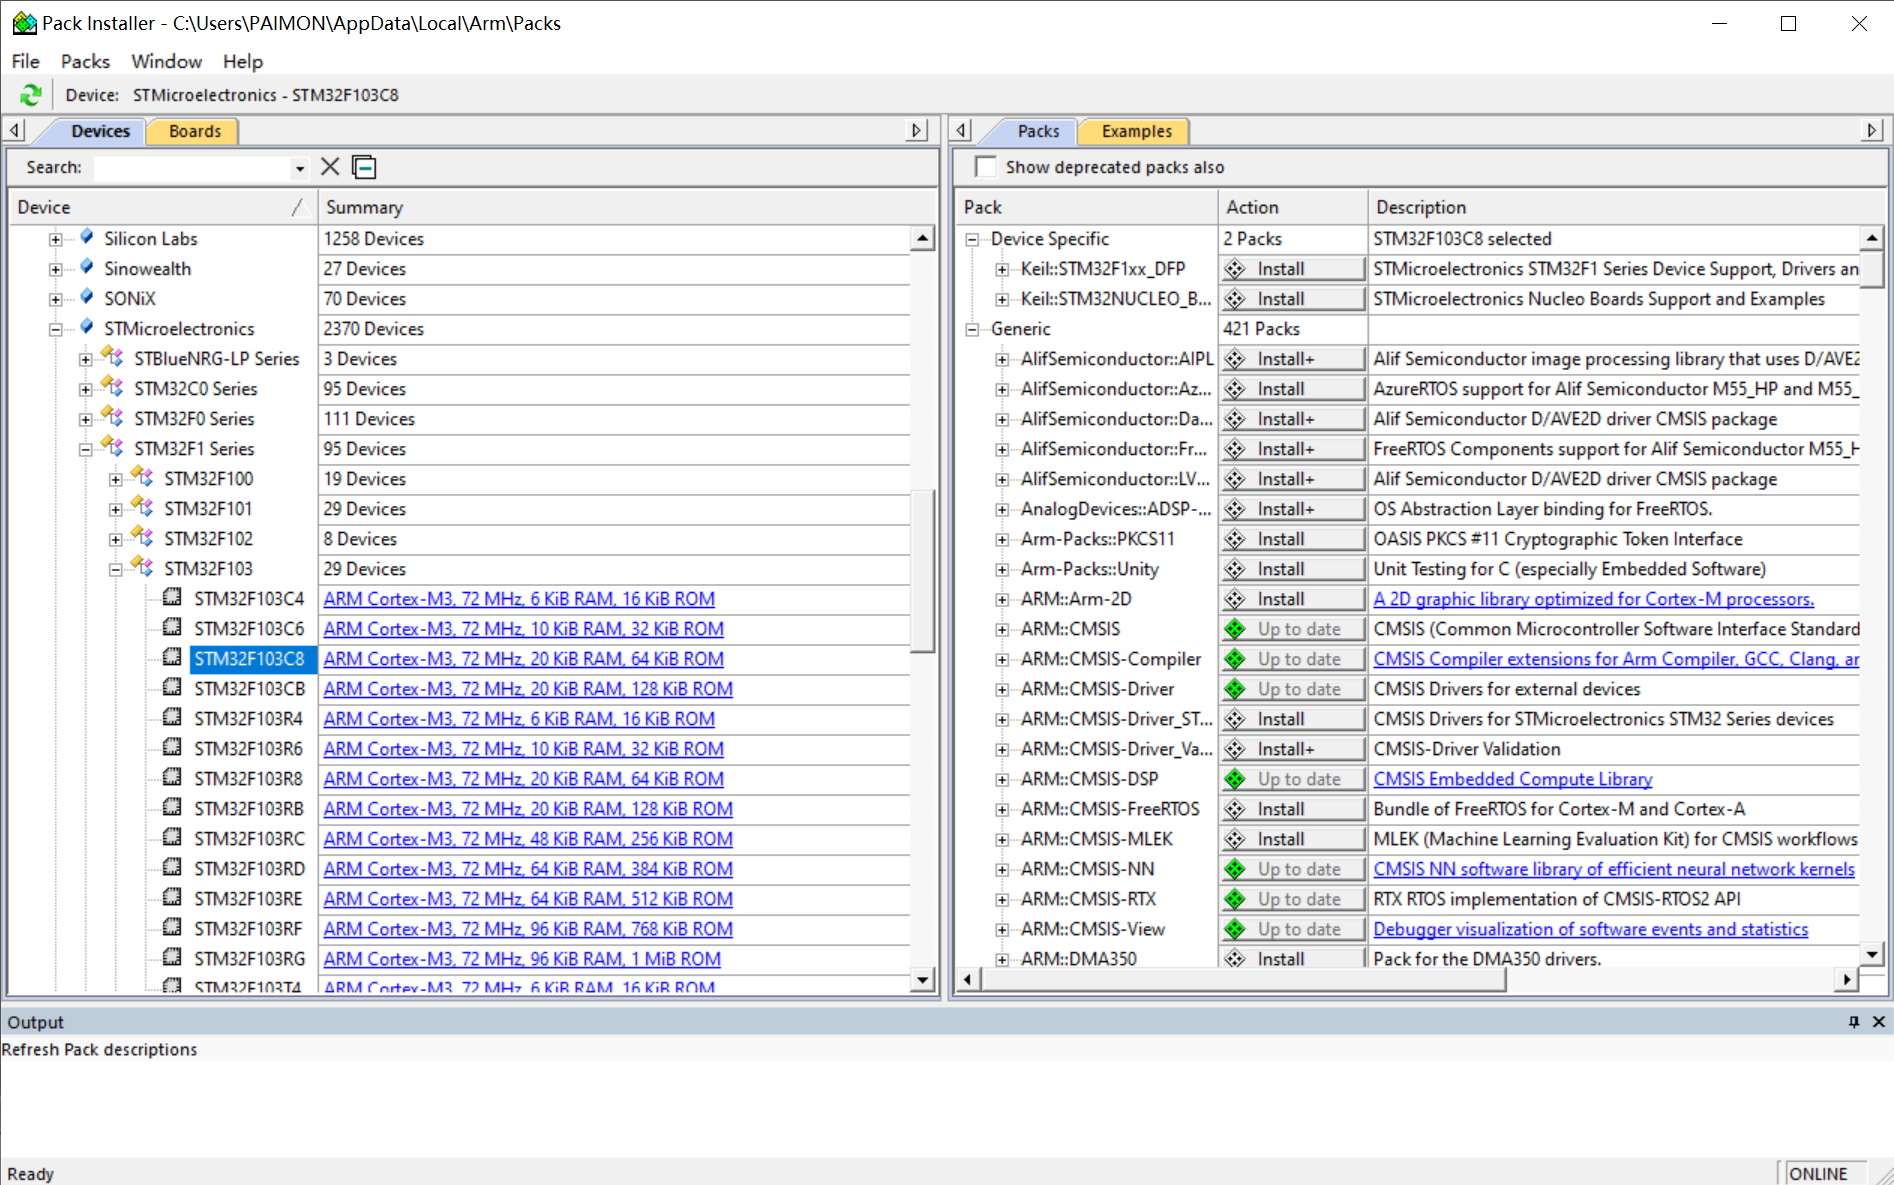 Pack Installer - C:\Users\PAIMON\AppData\Local\Arm\Packs
File Packs Window Help
Device: STMicroelectronics - STM32F103C8
Devices Boards
Search:
Device Summary
Silicon Labs 1258 Devices
Sinowealth 27 Devices
SONiX 70 Devices
STMicroelectronics 2370 Devices
STBlueNRG-LP Series 3 Devices
STM32C0 Series 95 Devices
STM32F0 Series 111 Devices
STM32F1 Series 95 Devices
STM32F100 19 Devices
STM32F101 29 Devices
STM32F102 8 Devices
STM32F103 29 Devices
STM32F103C4 ARM Cortex-M3, 72 MHz, 6 KiB RAM, 16 KiB ROM
STM32F103C6 ARM Cortex-M3, 72 MHz, 10 KiB RAM, 32 KiB ROM
STM32F103C8 ARM Cortex-M3, 72 MHz, 20 KiB RAM, 64 KiB ROM
STM32F103CB ARM Cortex-M3, 72 MHz, 20 KiB RAM, 128 KiB ROM
STM32F103R4 ARM Cortex-M3, 72 MHz, 6 KiB RAM, 16 KiB ROM
STM32F103R6 ARM Cortex-M3, 72 MHz, 10 KiB RAM, 32 KiB ROM
STM32F103R8 ARM Cortex-M3, 72 MHz, 20 KiB RAM, 64 KiB ROM
STM32F103RB ARM Cortex-M3, 72 MHz, 20 KiB RAM, 128 KiB ROM
STM32F103RC ARM Cortex-M3, 72 MHz, 48 KiB RAM, 256 KiB ROM
STM32F103RD ARM Cortex-M3, 72 MHz, 64 KiB RAM, 384 KiB ROM
STM32F103RE ARM Cortex-M3, 72 MHz, 64 KiB RAM, 512 KiB ROM
STM32F103RF ARM Cortex-M3, 72 MHz, 96 KiB RAM, 768 KiB ROM
STM32F103RG ARM Cortex-M3, 72 MHz, 96 KiB RAM, 1 MiB ROM
STM32F103T4 ARM Cortex-M3, 72 MHz, 6 KiB RAM, 16 KiB ROM
Packs Examples
Show deprecated packs also
Pack Action Description
Device Specific 2 Packs STM32F103C8 selected
Keil::STM32F1xx_DFP Install STMicroelectronics STM32F1 Series Device Support, Drivers an
Keil::STM32NUCLEO_B... Install STMicroelectronics Nucleo Boards Support and Examples
Generic 421 Packs
AlifSemiconductor::AIPL Install+ Alif Semiconductor image processing library that uses D/AVE2
AlifSemiconductor::Az... Install AzureRTOS support for Alif Semiconductor M55_HP and M55_
AlifSemiconductor::Da... Install+ Alif Semiconductor D/AVE2D driver CMSIS package
AlifSemiconductor::Fr... Install+ FreeRTOS Components support for Alif Semiconductor M55_H
AlifSemiconductor::LV... Install+ Alif Semiconductor D/AVE2D driver CMSIS package
AnalogDevices::ADSP-... Install+ OS Abstraction Layer binding for FreeRTOS.
Arm-Packs::PKCS11 Install OASIS PKCS #11 Cryptographic Token Interface
Arm-Packs::Unity Install Unit Testing for C (especially Embedded Software)
ARM::Arm-2D Install A 2D graphic library optimized for Cortex-M processors.
ARM::CMSIS Up to date CMSIS (Common Microcontroller Software Interface Standard
ARM::CMSIS-Compiler Up to date CMSIS Compiler extensions for Arm Compiler, GCC, Clang, ar
ARM::CMSIS-Driver Up to date CMSIS Drivers for external devices
ARM::CMSIS-Driver_ST... Install CMSIS Drivers for STMicroelectronics STM32 Series devices
ARM::CMSIS-Driver_Va... Install+ CMSIS-Driver Validation
ARM::CMSIS-DSP Up to date CMSIS Embedded Compute Library
ARM::CMSIS-FreeRTOS Install Bundle of FreeRTOS for Cortex-M and Cortex-A
ARM::CMSIS-MLEK Install MLEK (Machine Learning Evaluation Kit) for CMSIS workflows
ARM::CMSIS-NN Up to date CMSIS NN software library of efficient neural network kernels
ARM::CMSIS-RTX Up to date RTX RTOS implementation of CMSIS-RTOS2 API
ARM::CMSIS-View Up to date Debugger visualization of software events and statistics
ARM::DMA350 Install Pack for the DMA350 drivers.
Output
Refresh Pack descriptions
Ready ONLINE